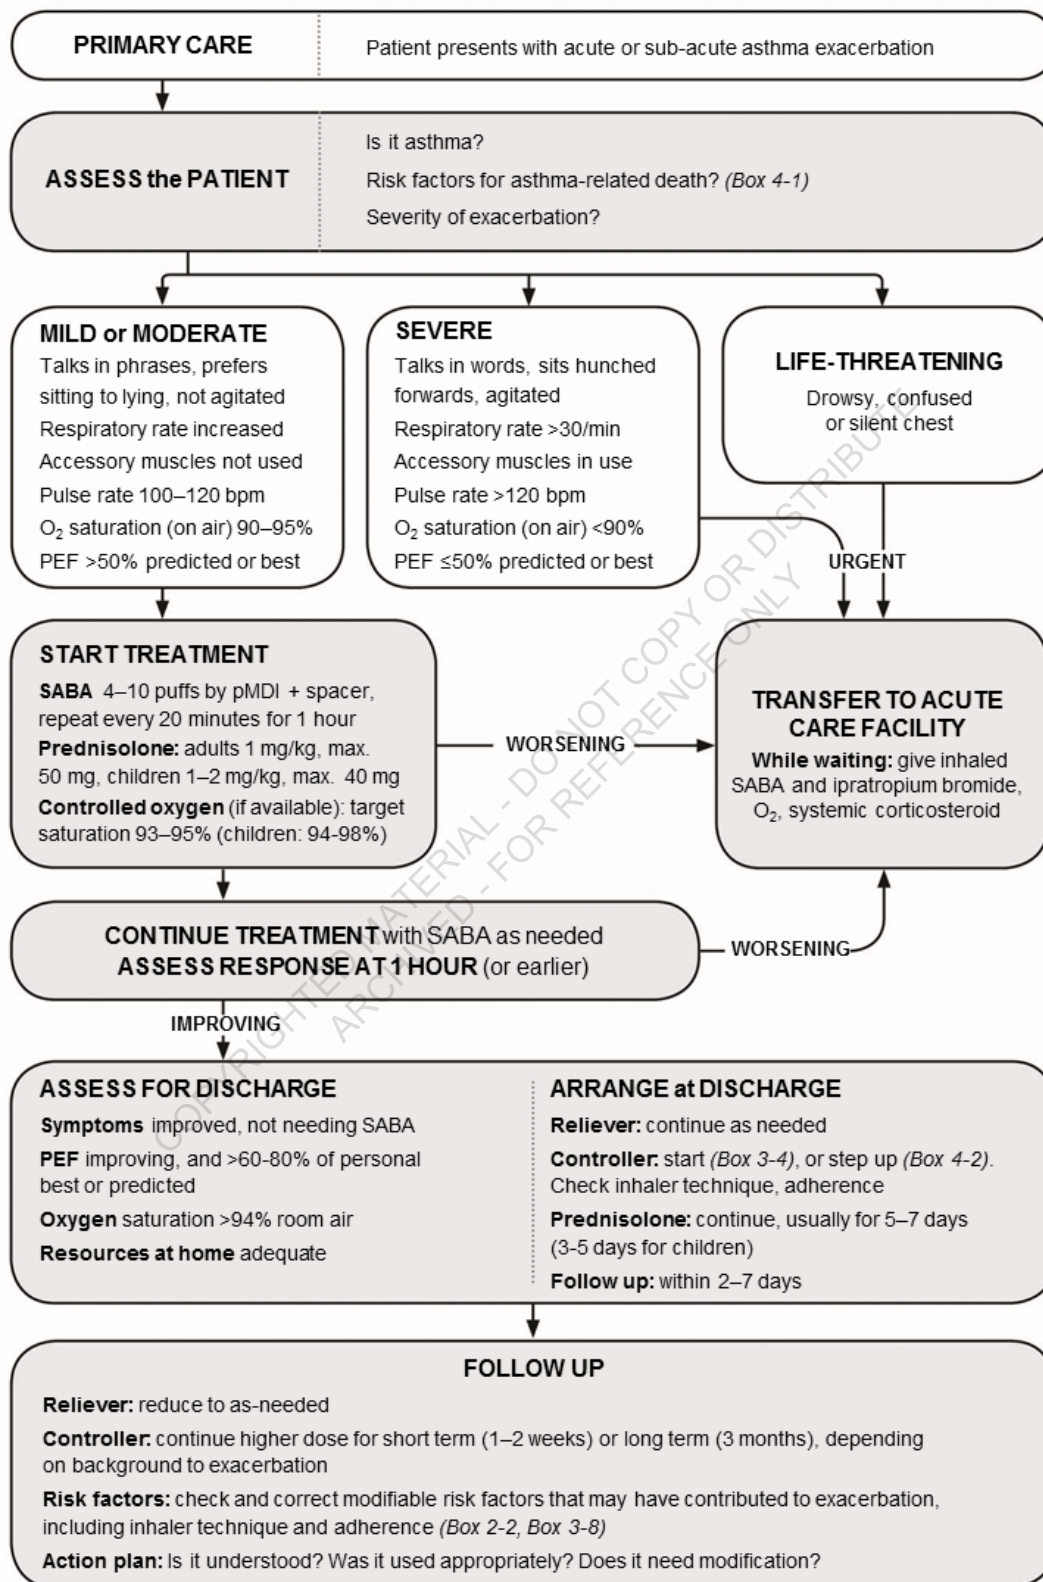 PRIMARY CARE
Patient presents with acute or sub-acute asthma exacerbation
ASSESS the PATIENT
Is it asthma?
Risk factors for asthma-related death? (Box 4-1)
Severity of exacerbation?
MILD or MODERATE
Talks in phrases, prefers
sitting to lying, not agitated
Respiratory rate increased
Accessory muscles not used
Pulse rate 100–120 bpm
O₂ saturation (on air) 90–95%
PEF >50% predicted or best
SEVERE
Talks in words, sits hunched
forwards, agitated
Respiratory rate >30/min
Accessory muscles in use
Pulse rate >120 bpm
O₂ saturation (on air) <90%
PEF ≤50% predicted or best
LIFE-THREATENING
Drowsy, confused
or silent chest
URGENT
START TREATMENT
SABA 4–10 puffs by pMDI + spacer,
repeat every 20 minutes for 1 hour
Prednisolone: adults 1 mg/kg, max.
50 mg, children 1–2 mg/kg, max. 40 mg
Controlled oxygen (if available): target
saturation 93–95% (children: 94-98%)
WORSENING
TRANSFER TO ACUTE
CARE FACILITY
While waiting: give inhaled
SABA and ipratropium bromide,
O₂, systemic corticosteroid
CONTINUE TREATMENT with SABA as needed
ASSESS RESPONSE AT 1 HOUR (or earlier)
WORSENING
IMPROVING
ASSESS FOR DISCHARGE
Symptoms improved, not needing SABA
PEF improving, and >60-80% of personal
best or predicted
Oxygen saturation >94% room air
Resources at home adequate
ARRANGE at DISCHARGE
Reliever: continue as needed
Controller: start (Box 3-4), or step up (Box 4-2).
Check inhaler technique, adherence
Prednisolone: continue, usually for 5–7 days
(3-5 days for children)
Follow up: within 2–7 days
FOLLOW UP
Reliever: reduce to as-needed
Controller: continue higher dose for short term (1–2 weeks) or long term (3 months), depending
on background to exacerbation
Risk factors: check and correct modifiable risk factors that may have contributed to exacerbation,
including inhaler technique and adherence (Box 2-2, Box 3-8)
Action plan: Is it understood? Was it used appropriately? Does it need modification?
COPYRIGHTED MATERIAL - DO NOT COPY OR DISTRIBUTE
ARCHIVED - FOR REFERENCE ONLY